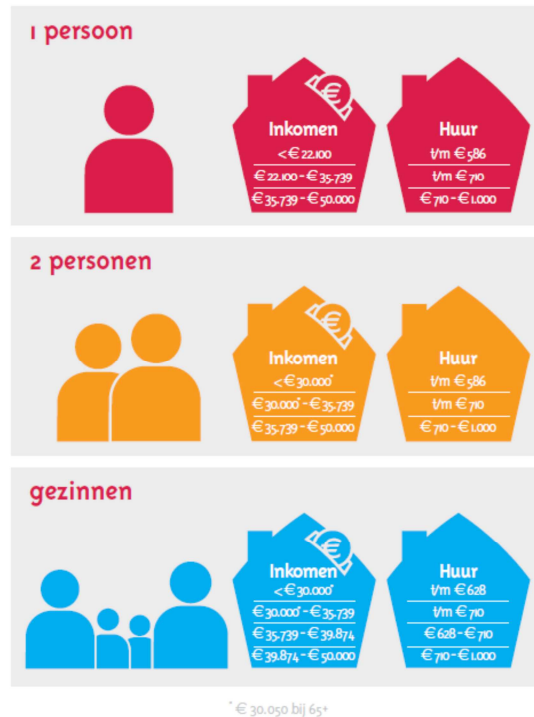 1 persoon
€
Inkomen
<€ 22.100
€ 22.100 - € 35.739
€ 35.739 - € 50.000
Huur
t/m € 586
t/m € 710
€ 710 - € 1.000
2 personen
€
Inkomen
<€ 30.000*
€ 30.000* - € 35.739
€ 35.739 - € 50.000
Huur
t/m € 586
t/m € 710
€ 710 - € 1.000
gezinnen
€
Inkomen
<€ 30.000*
€ 30.000* - € 35.739
€ 35.739 - € 39.874
€ 39.874 - € 50.000
Huur
t/m € 628
t/m € 710
€ 628 - € 710
€ 710 - € 1.000
* € 30.050 bij 65+